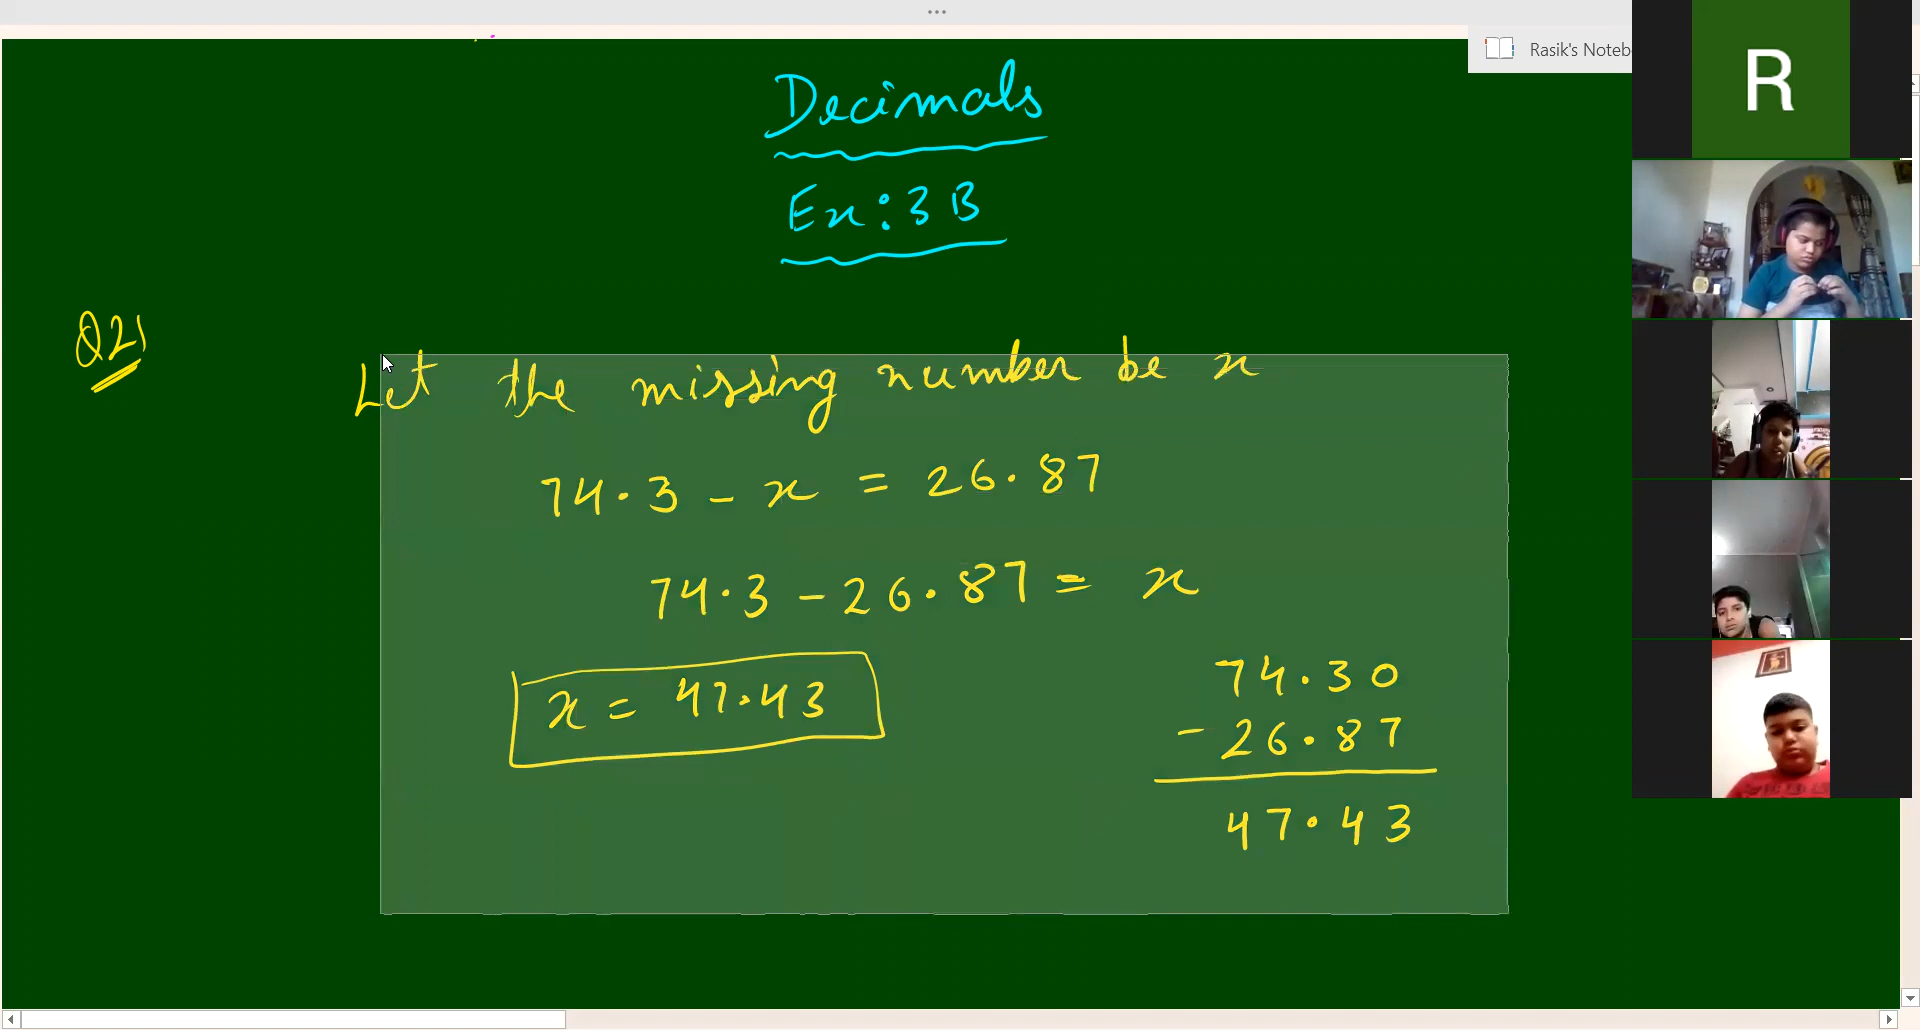 ...
Rasik's Noteb
R
Decimals
Ex: 3B
Q21
Let the missing number be x
74.3 - x = 26.87
74.3 - 26.87 = x
x = 47.43
74.30
- 26.87
47.43